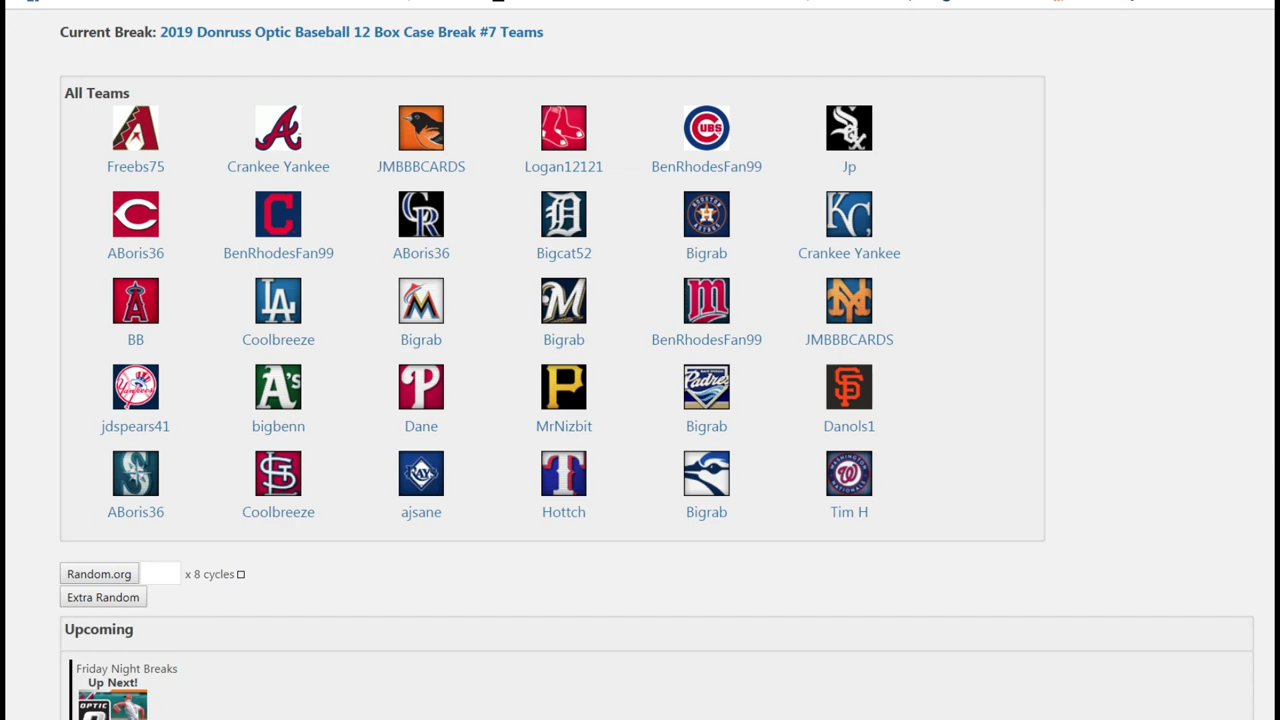 Current Break: 2019 Donruss Optic Baseball 12 Box Case Break #7 Teams
All Teams
Freebs75 Crankee Yankee JMBBBCARDS Logan12121 BenRhodesFan99 Jp
ABoris36 BenRhodesFan99 ABoris36 Bigcat52 Bigrab Crankee Yankee
BB Coolbreeze Bigrab Bigrab BenRhodesFan99 JMBBBCARDS
jdspears41 bigbenn Dane MrNizbit Bigrab Danols1
ABoris36 Coolbreeze ajsane Hottch Bigrab Tim H
Random.org x 8 cycles
Extra Random
Upcoming
Friday Night Breaks
Up Next!
OPTIC